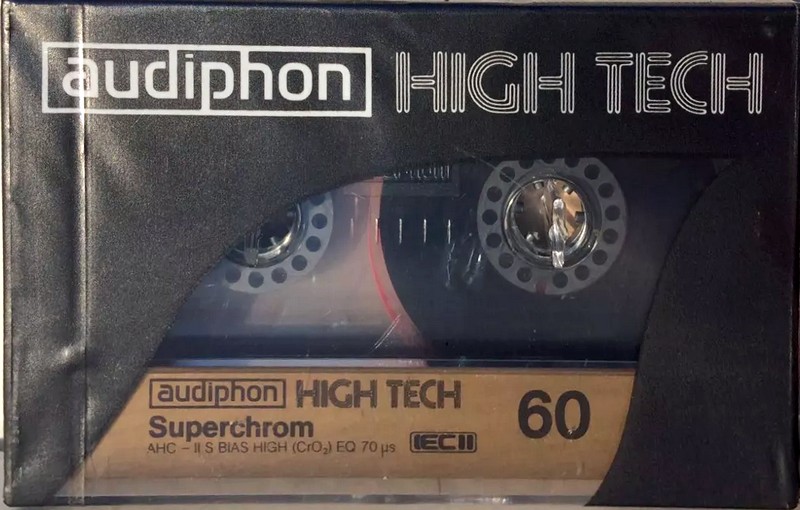 audiphon HIGH TECH
audiphon HIGH TECH
Superchrom
60
AHC – II S BIAS HIGH (CrO₂) EQ 70 µs IEC II